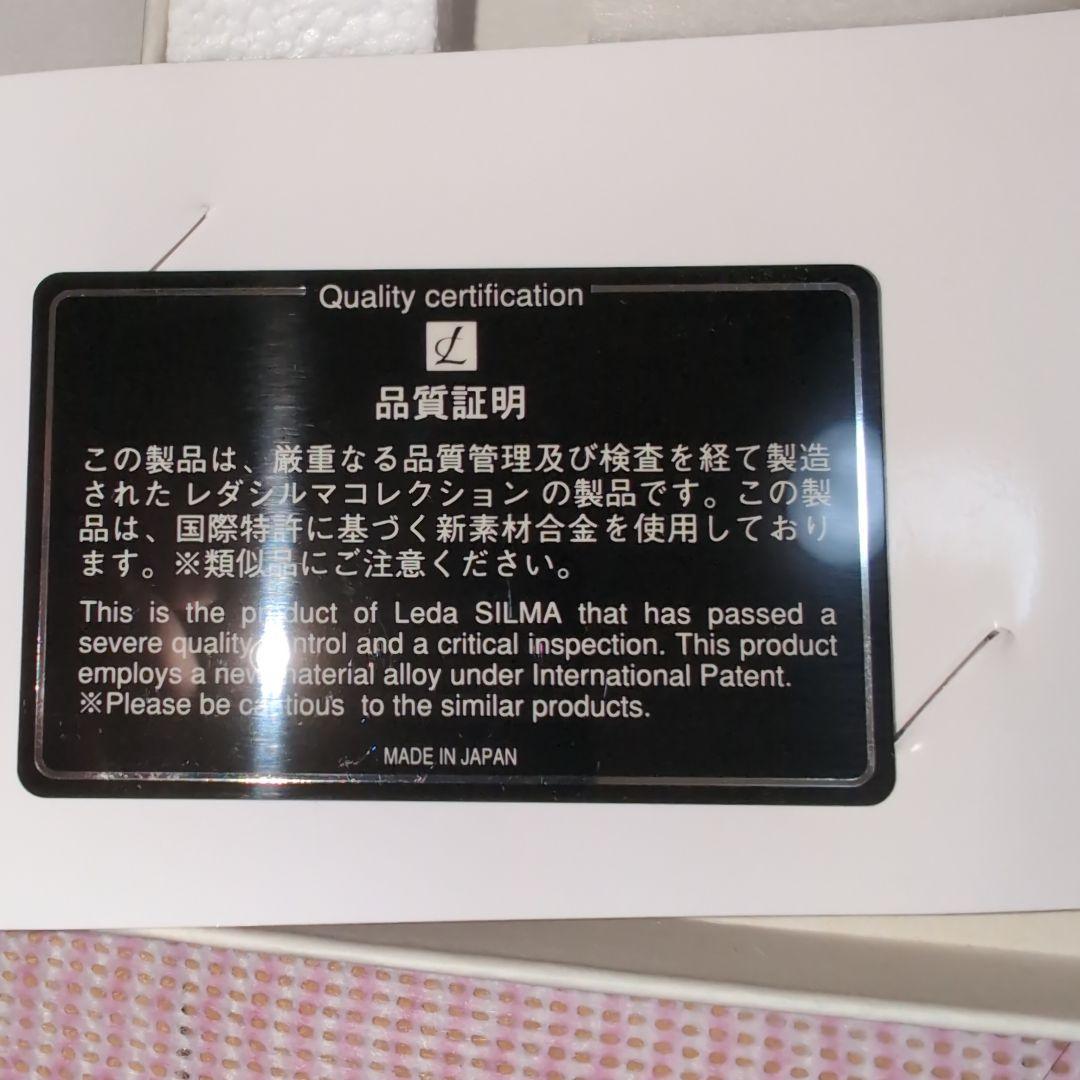 Quality certification
品質証明
この製品は、厳重なる品質管理及び検査を経て製造
された レダシルマコレクション の製品です。この製
品は、国際特許に基づく新素材合金を使用しており
ます。※類似品にご注意ください。
This is the product of Leda SILMA that has passed a
severe quality control and a critical inspection. This product
employs a new material alloy under International Patent.
※Please be cautious to the similar products.
MADE IN JAPAN